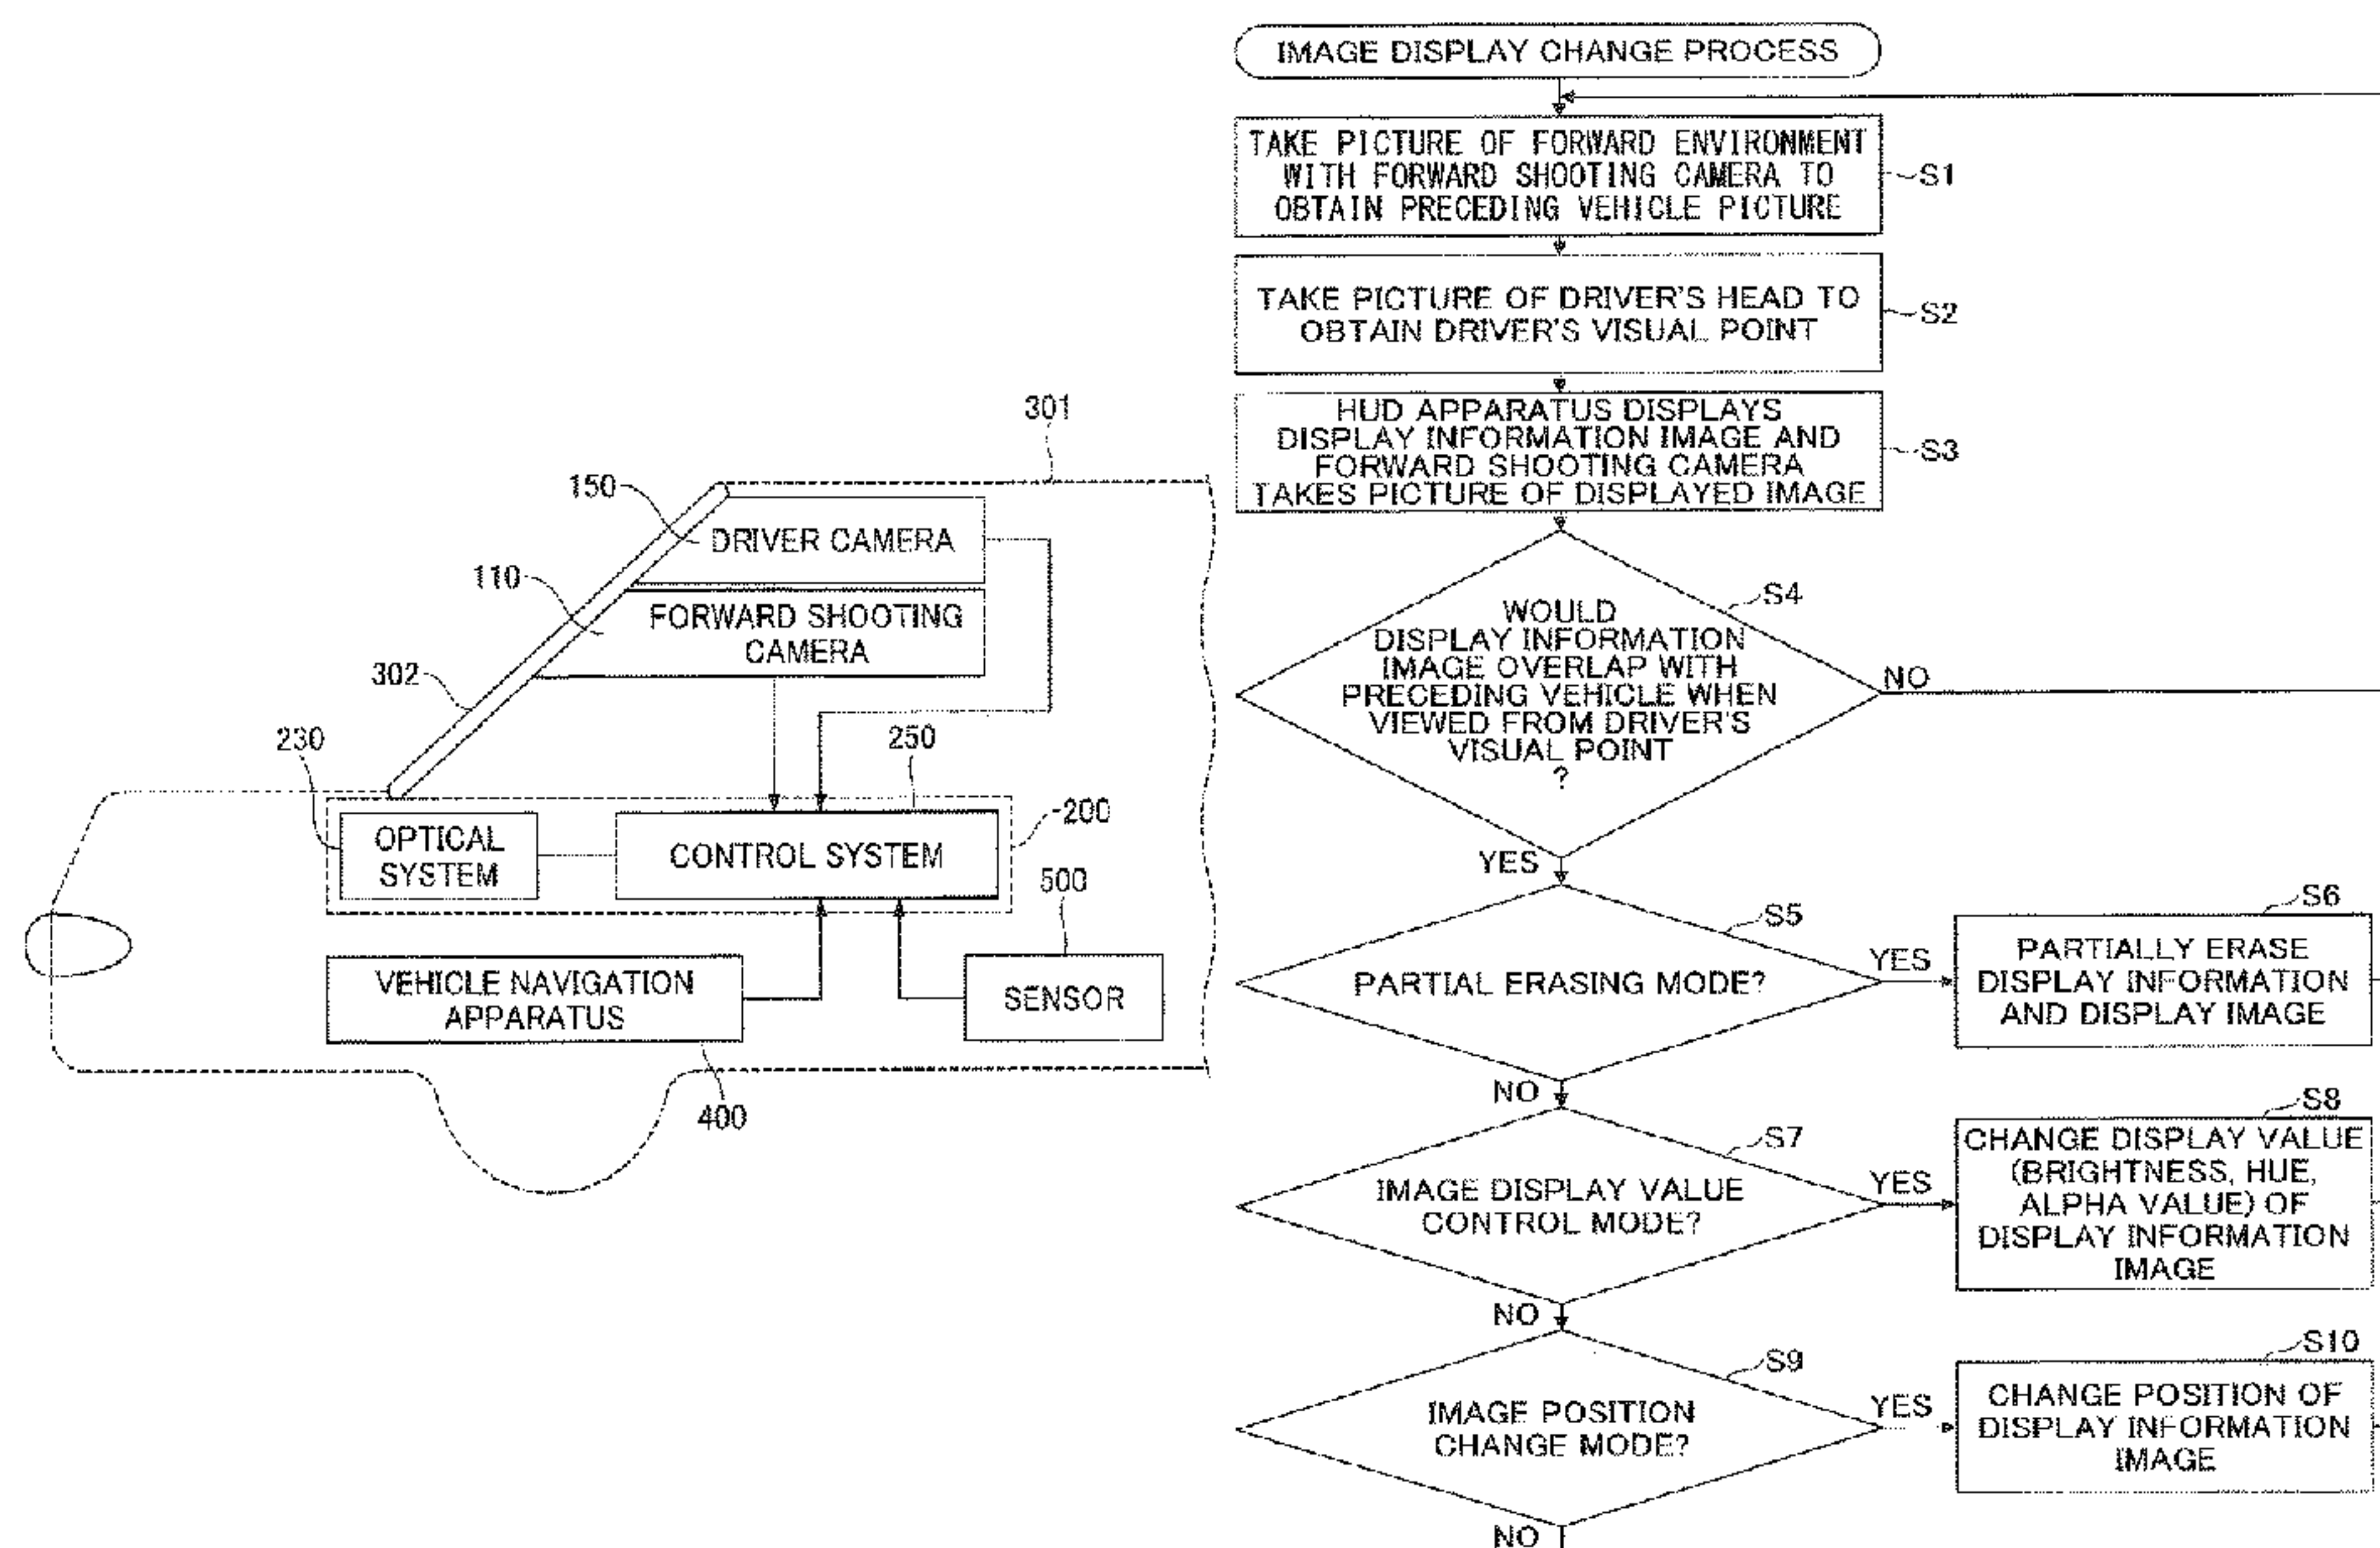 301
150
DRIVER CAMERA
110
FORWARD SHOOTING
CAMERA
302
230
250
200
OPTICAL
SYSTEM
CONTROL SYSTEM
500
VEHICLE NAVIGATION
APPARATUS
SENSOR
400
IMAGE DISPLAY CHANGE PROCESS
TAKE PICTURE OF FORWARD ENVIRONMENT
WITH FORWARD SHOOTING CAMERA TO
OBTAIN PRECEDING VEHICLE PICTURE
S1
TAKE PICTURE OF DRIVER'S HEAD TO
OBTAIN DRIVER'S VISUAL POINT
S2
HUD APPARATUS DISPLAYS
DISPLAY INFORMATION IMAGE AND
FORWARD SHOOTING CAMERA
TAKES PICTURE OF DISPLAYED IMAGE
S3
S4
WOULD
DISPLAY INFORMATION
IMAGE OVERLAP WITH
PRECEDING VEHICLE WHEN
VIEWED FROM DRIVER'S
VISUAL POINT
?
NO
YES
S5
PARTIAL ERASING MODE?
YES
S6
PARTIALLY ERASE
DISPLAY INFORMATION
AND DISPLAY IMAGE
NO
S7
IMAGE DISPLAY VALUE
CONTROL MODE?
YES
S8
CHANGE DISPLAY VALUE
(BRIGHTNESS, HUE,
ALPHA VALUE) OF
DISPLAY INFORMATION
IMAGE
NO
S9
IMAGE POSITION
CHANGE MODE?
YES
S10
CHANGE POSITION OF
DISPLAY INFORMATION
IMAGE
NO